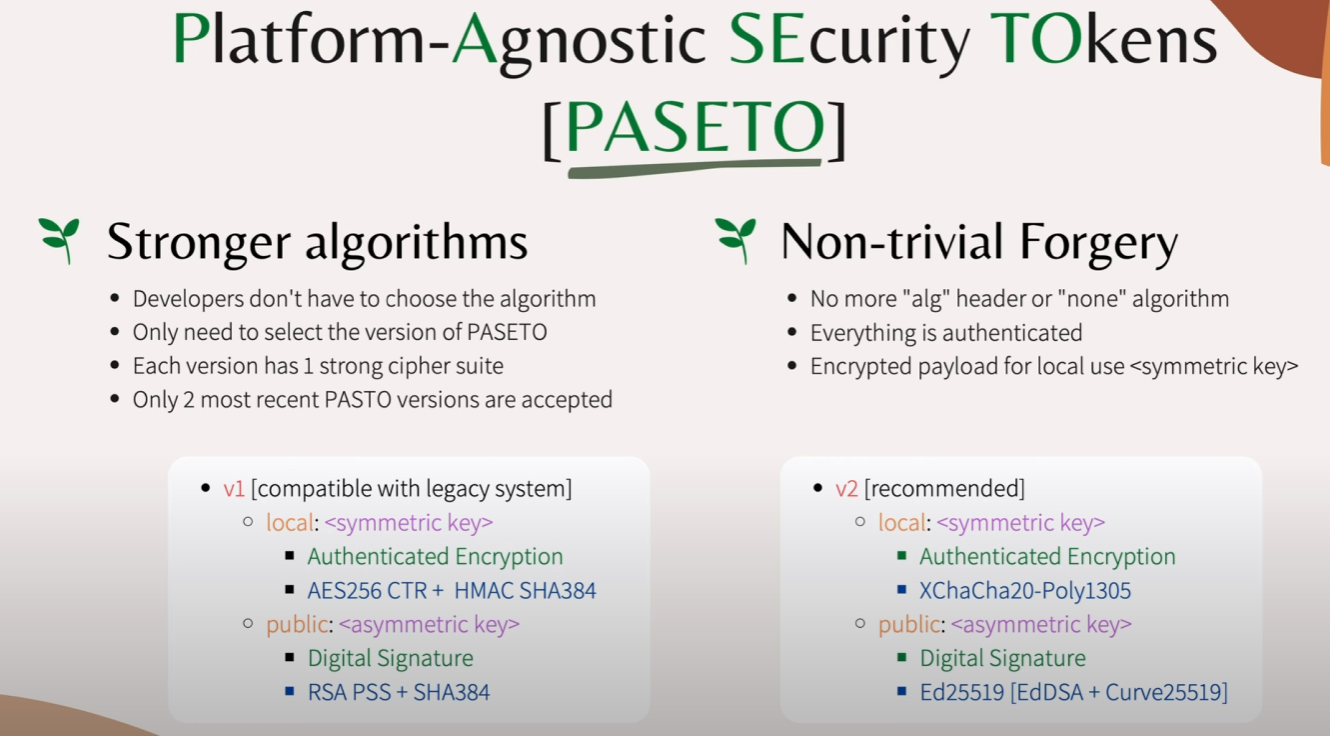 Platform-Agnostic SEcurity TOkens
[PASETO]
Stronger algorithms
• Developers don't have to choose the algorithm
• Only need to select the version of PASETO
• Each version has 1 strong cipher suite
• Only 2 most recent PASTO versions are accepted
Non-trivial Forgery
• No more "alg" header or "none" algorithm
• Everything is authenticated
• Encrypted payload for local use <symmetric key>
• v1 [compatible with legacy system]
○ local: <symmetric key>
■ Authenticated Encryption
■ AES256 CTR + HMAC SHA384
○ public: <asymmetric key>
■ Digital Signature
■ RSA PSS + SHA384
• v2 [recommended]
○ local: <symmetric key>
■ Authenticated Encryption
■ XChaCha20-Poly1305
○ public: <asymmetric key>
■ Digital Signature
■ Ed25519 [EdDSA + Curve25519]